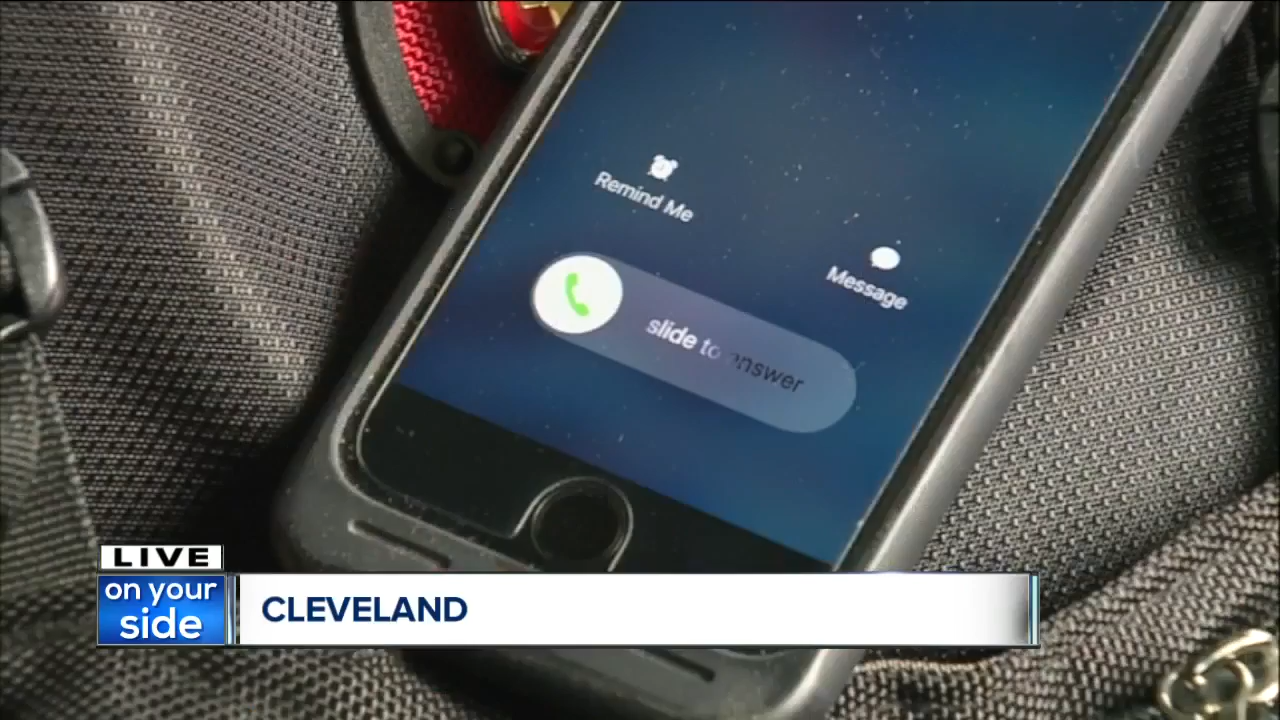 Remind Me
Message
slide to answer
LIVE
on your
side
CLEVELAND